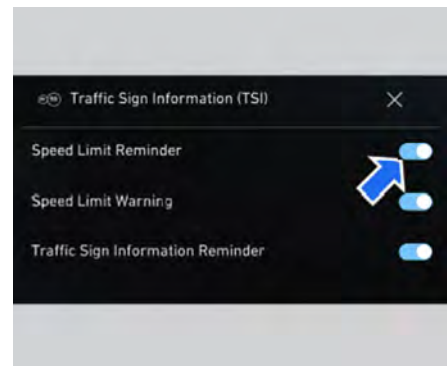 Traffic Sign Information (TSI)
Speed Limit Reminder
Speed Limit Warning
Traffic Sign Information Reminder